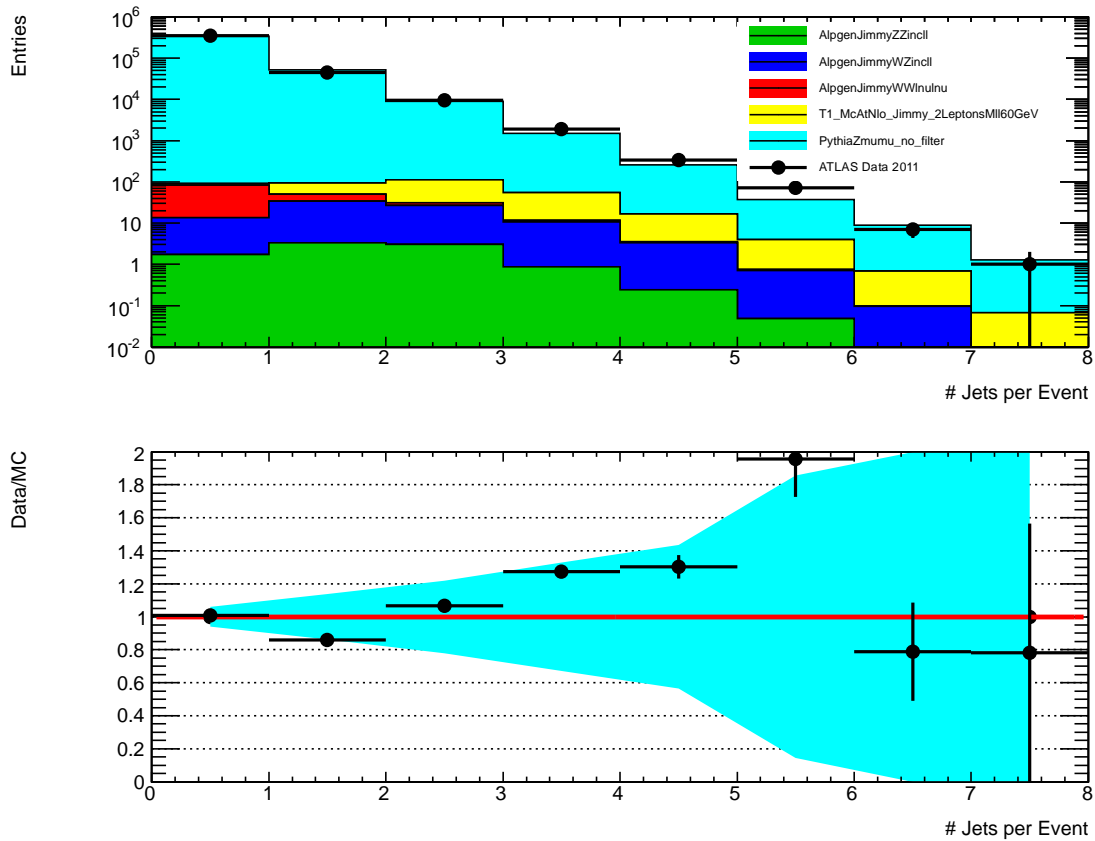 Entries
10^6
10^5
10^4
10^3
10^2
10
1
10^-1
10^-2
AlpgenJimmyZZincll
AlpgenJimmyWZincll
AlpgenJimmyWWlnulnu
T1_McAtNlo_Jimmy_2LeptonsMll60GeV
PythiaZmumu_no_filter
ATLAS Data 2011
0 1 2 3 4 5 6 7 8
# Jets per Event
Data/MC
2
1.8
1.6
1.4
1.2
1
0.8
0.6
0.4
0.2
0
0 1 2 3 4 5 6 7 8
# Jets per Event